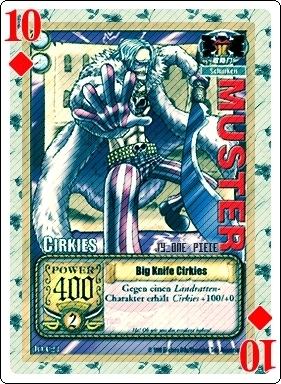 10
Schurken
MUSTER
CIRKIES
JY ONE PIECE
POWER
400
2
Big Knife Cirkies
Gegen einen Landratten-
Charakter erhält Cirkies +100/+0.
10